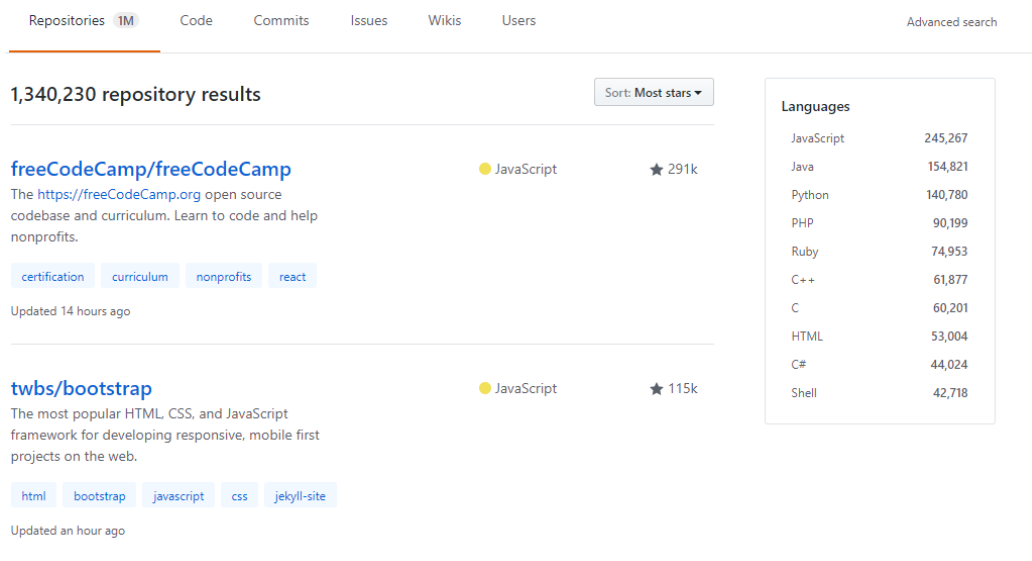 Repositories 1M Code Commits Issues Wikis Users Advanced search
1,340,230 repository results
Sort: Most stars
freeCodeCamp/freeCodeCamp
JavaScript
291k
The https://freeCodeCamp.org open source
codebase and curriculum. Learn to code and help
nonprofits.
certification curriculum nonprofits react
Updated 14 hours ago
twbs/bootstrap
JavaScript
115k
The most popular HTML, CSS, and JavaScript
framework for developing responsive, mobile first
projects on the web.
html bootstrap javascript css jekyll-site
Updated an hour ago
Languages
JavaScript 245,267
Java 154,821
Python 140,780
PHP 90,199
Ruby 74,953
C++ 61,877
C 60,201
HTML 53,004
C# 44,024
Shell 42,718